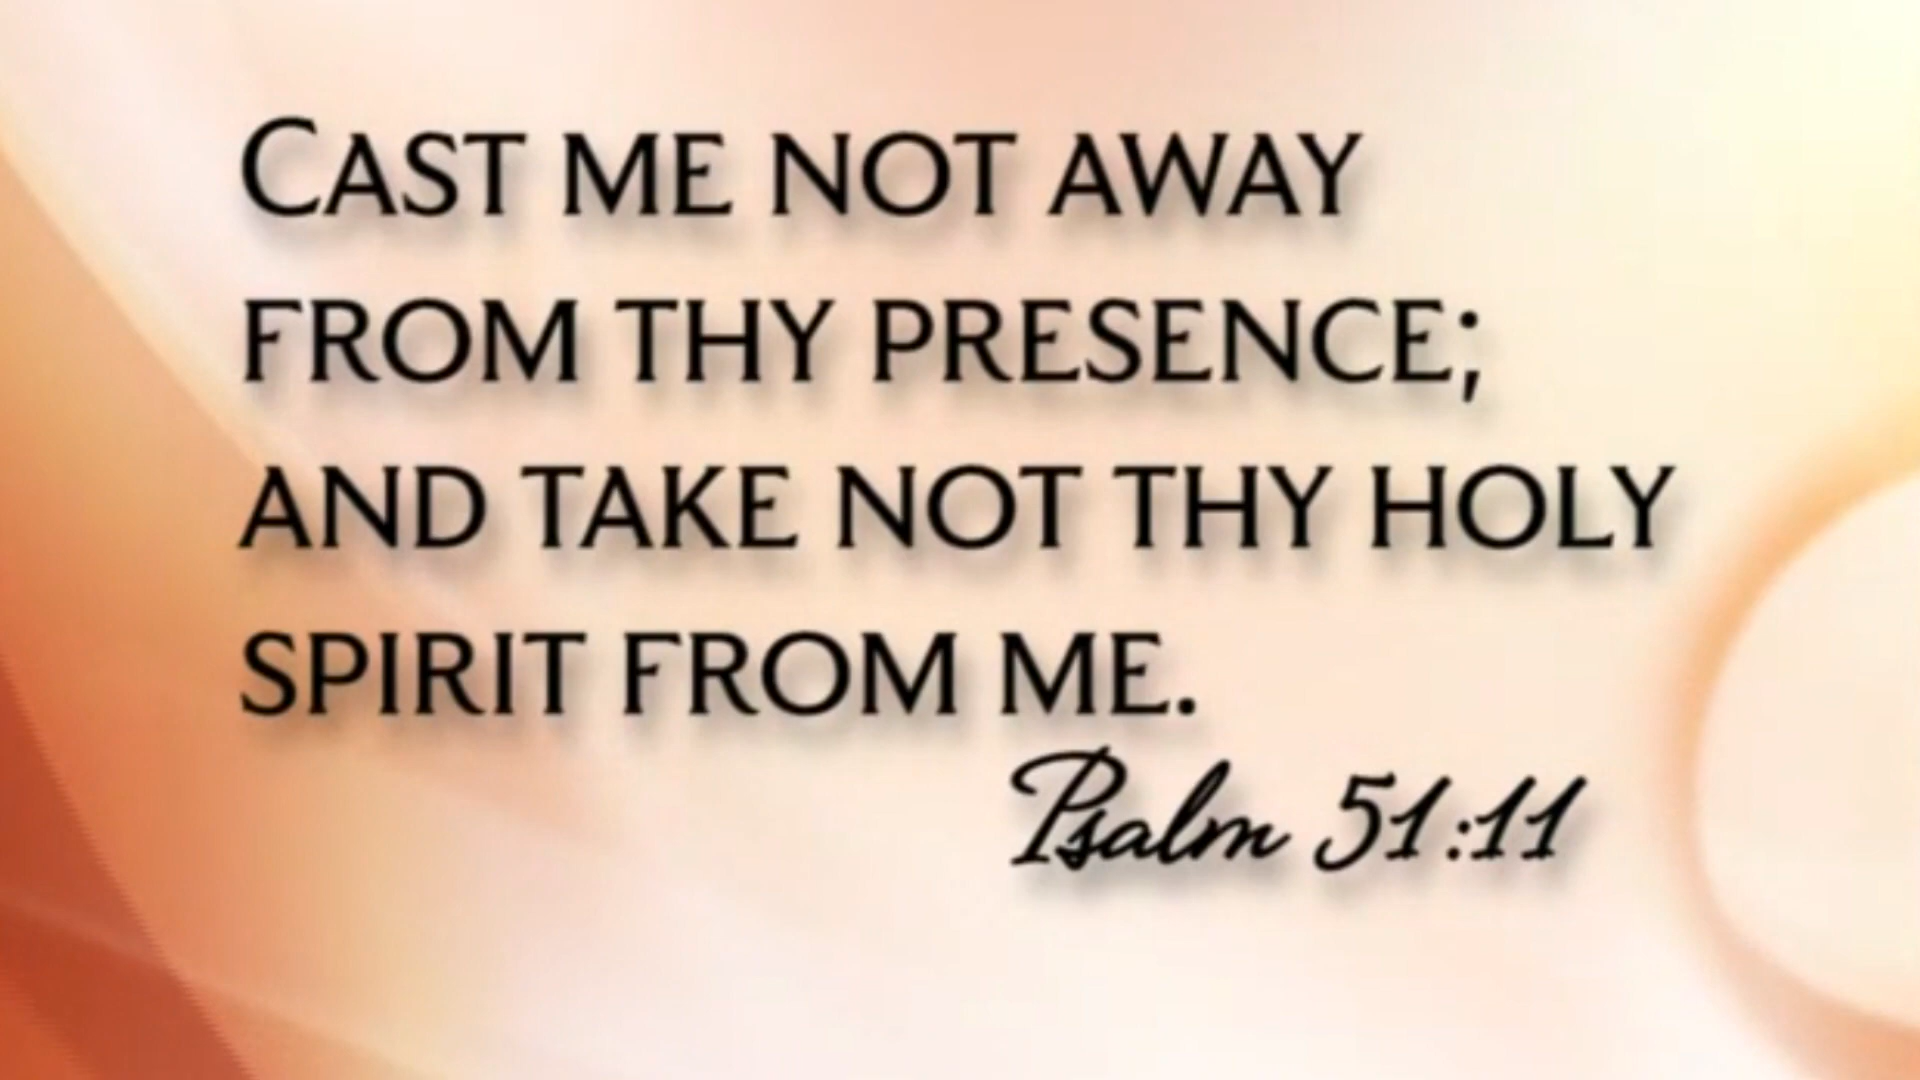 Cast me not away
from thy presence;
and take not thy holy
spirit from me.
Psalm 51:11